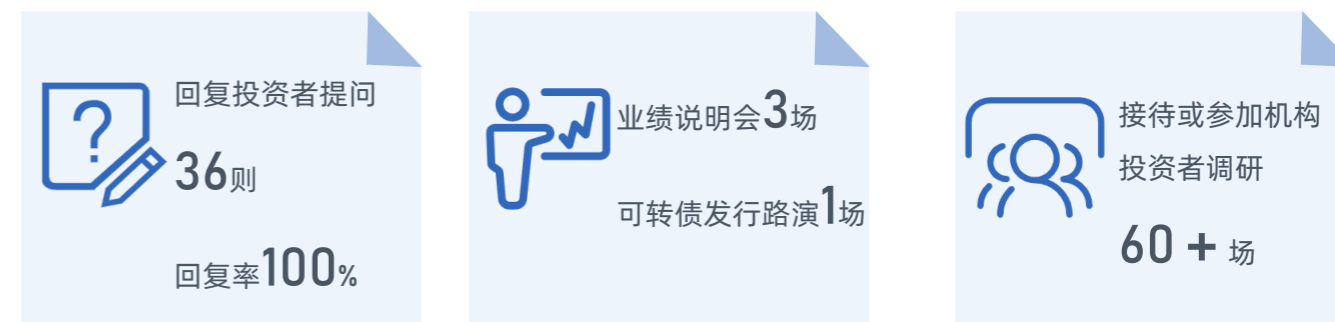 回复投资者提问
36则
回复率100%
业绩说明会3场
可转债发行路演1场
接待或参加机构
投资者调研
60 + 场